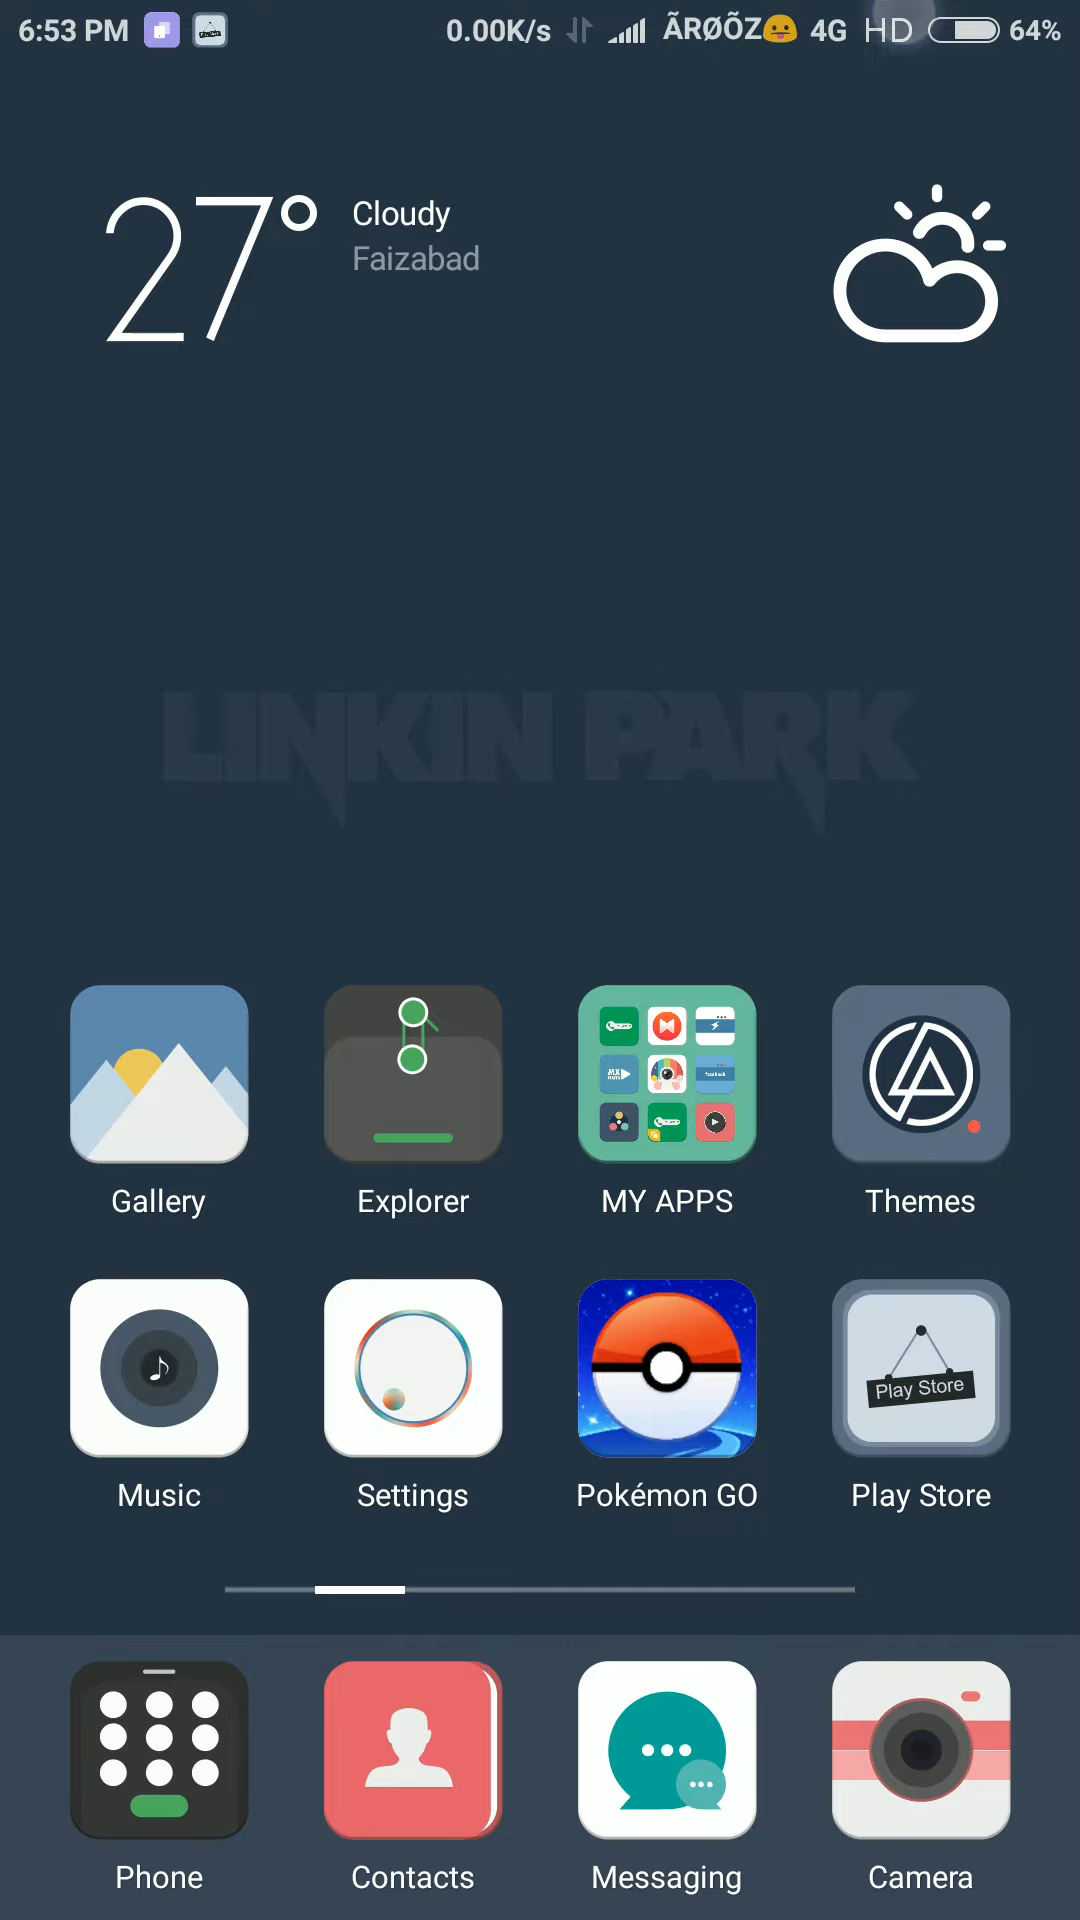 6:53 PM 0.00K/s ÃRØÕZ😛 4G HD 64%
27° Cloudy
Faizabad
LINKIN PARK
Gallery Explorer MY APPS Themes
Play Store
Music Settings Pokémon GO Play Store
Phone Contacts Messaging Camera